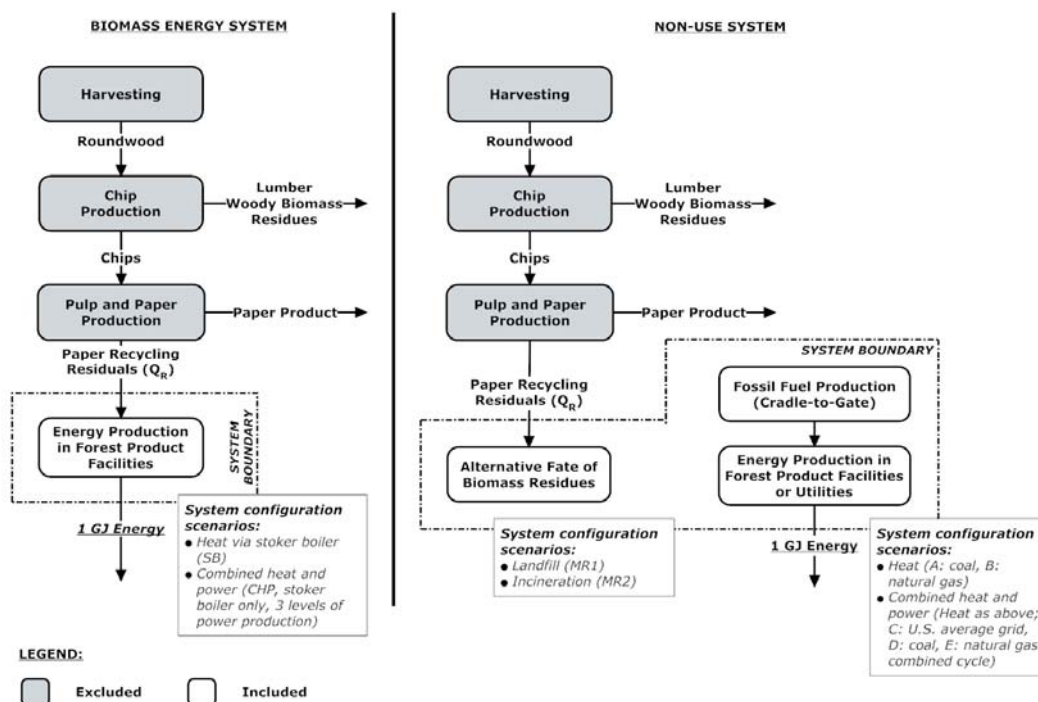 BIOMASS ENERGY SYSTEM
Harvesting
Roundwood
Chip
Production
Lumber
Woody Biomass
Residues
Chips
Pulp and Paper
Production
Paper Product
Paper Recycling
Residuals (QR)
Energy Production
in Forest Product
Facilities
SYSTEM
BOUNDARY
1 GJ Energy
System configuration
scenarios:
● Heat via stoker boiler
(SB)
● Combined heat and
power (CHP, stoker
boiler only, 3 levels of
power production)
NON-USE SYSTEM
Harvesting
Roundwood
Chip
Production
Lumber
Woody Biomass
Residues
Chips
Pulp and Paper
Production
Paper Product
SYSTEM BOUNDARY
Paper Recycling
Residuals (QR)
Alternative Fate of
Biomass Residues
Fossil Fuel Production
(Cradle-to-Gate)
Energy Production in
Forest Product Facilities
or Utilities
System configuration
scenarios:
● Landfill (MR1)
● Incineration (MR2)
1 GJ Energy
System configuration
scenarios:
● Heat (A: coal, B:
natural gas)
● Combined heat and
power (Heat as above;
C: U.S. average grid,
D: coal, E: natural gas
combined cycle)
LEGEND:
Excluded
Included